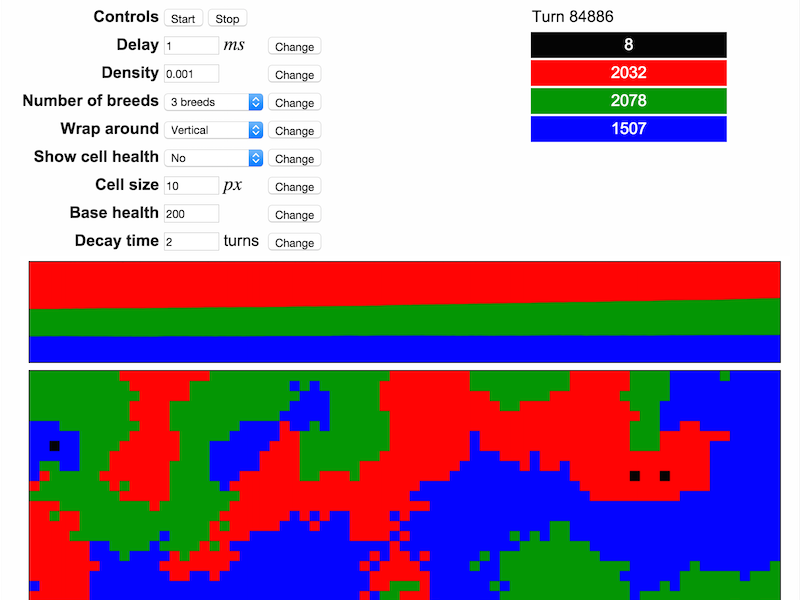 Controls Start Stop
Delay 1 ms Change
Density 0.001 Change
Number of breeds 3 breeds Change
Wrap around Vertical Change
Show cell health No Change
Cell size 10 px Change
Base health 200 Change
Decay time 2 turns Change
Turn 84886
8
2032
2078
1507